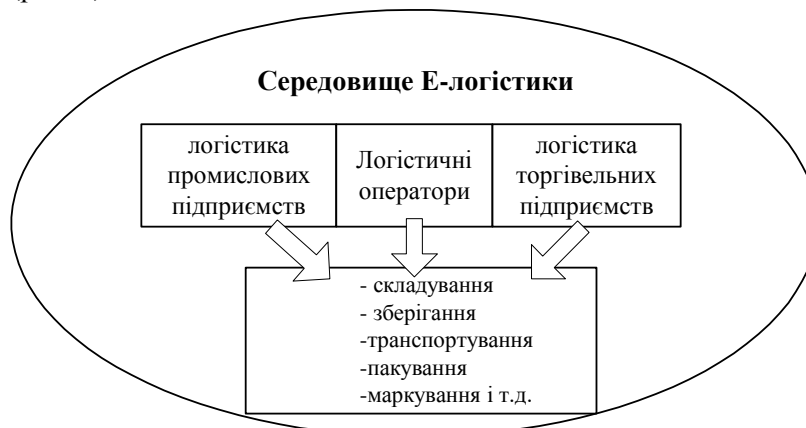 Середовище Е-логістики
логістика
промислових
підприємств
Логістичні
оператори
логістика
торгівельних
підприємств
- складування
- зберігання
-транспортування
-пакування
-маркування і т.д.